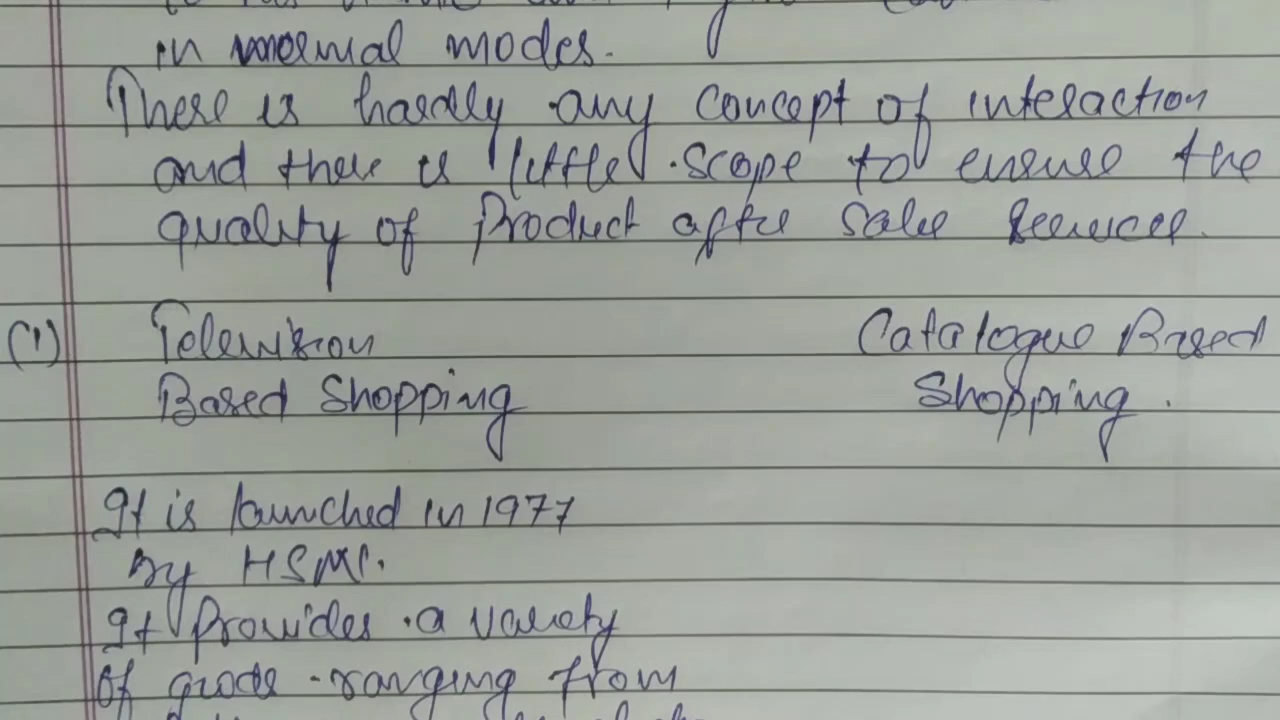 in normal modes.
There is hardly any concept of interaction
and there is little scope to ensure the
quality of Product after sales services.
(1) Television Catalogue Based
Based Shopping Shopping.
It is launched in 1977
by
It Provides a variety
of goods ranging from